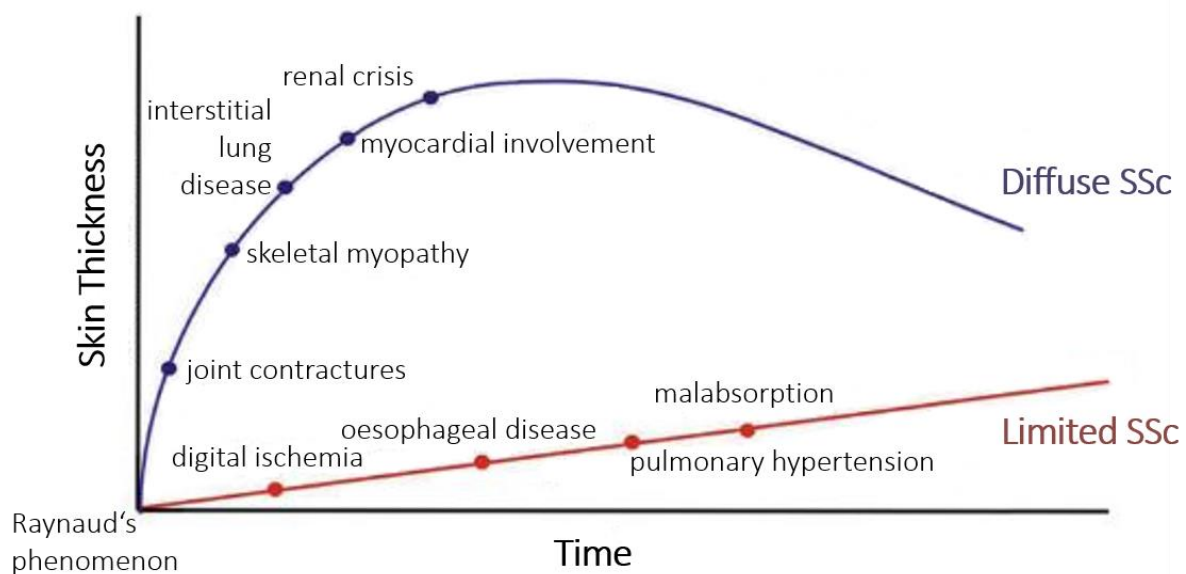 renal crisis
interstitial
lung
disease
myocardial involvement
Diffuse SSc
skeletal myopathy
Skin Thickness
joint contractures
malabsorption
oesophageal disease
Limited SSc
digital ischemia
pulmonary hypertension
Raynaud‘s
phenomenon
Time